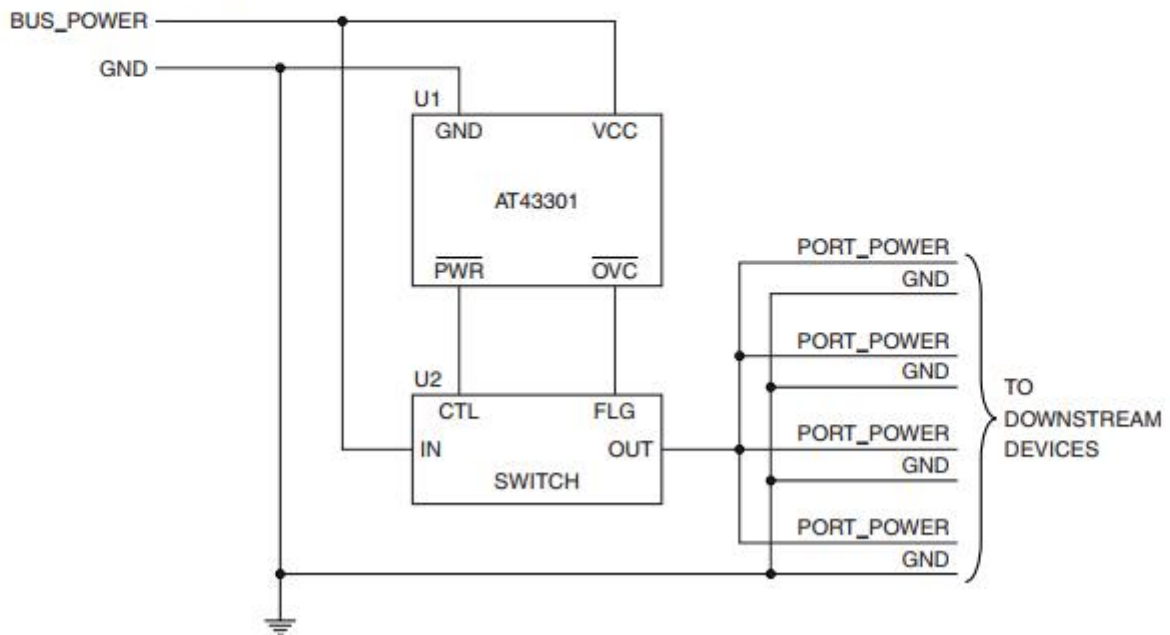 BUS_POWER
GND
U1
GND VCC
AT43301
PWR OVC
U2
CTL FLG
IN OUT
SWITCH
PORT_POWER
GND
PORT_POWER
GND
PORT_POWER
GND
PORT_POWER
GND
TO
DOWNSTREAM
DEVICES